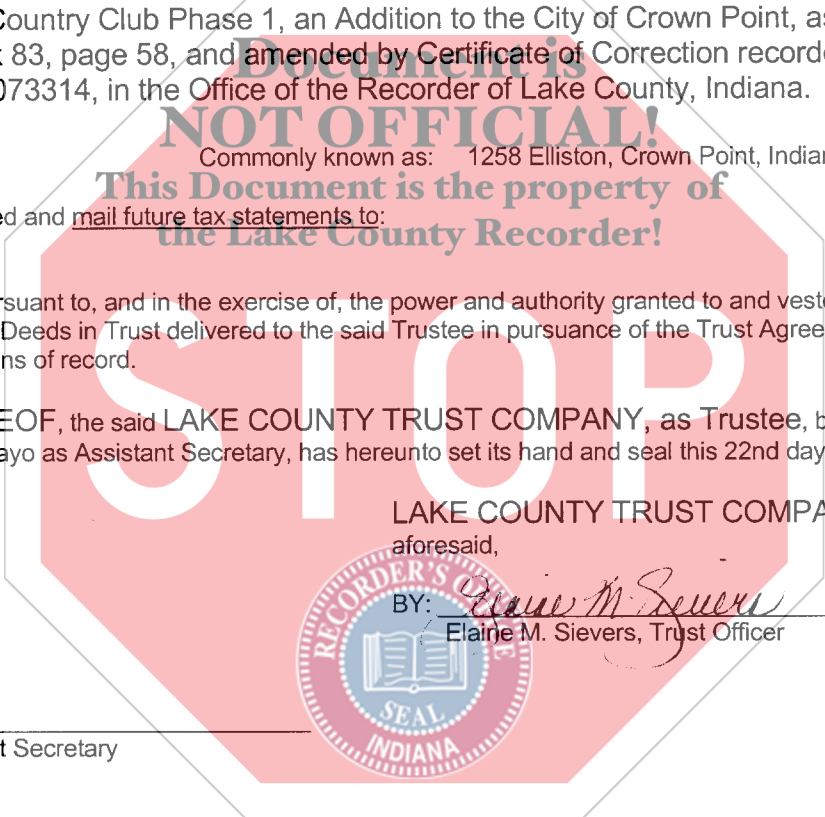 Country Club Phase 1, an Addition to the City of Crown Point, as
83, page 58, and amended by Certificate of Correction recorde
073314, in the Office of the Recorder of Lake County, Indiana.
Document is
NOT OFFICIAL!
This Document is the property of
the Lake County Recorder!
Commonly known as: 1258 Elliston, Crown Point, Indian
ed and mail future tax statements to:
rsuant to, and in the exercise of, the power and authority granted to and veste
Deeds in Trust delivered to the said Trustee in pursuance of the Trust Agree
ns of record.
STOP
EOF, the said LAKE COUNTY TRUST COMPANY, as Trustee, b
ayo as Assistant Secretary, has hereunto set its hand and seal this 22nd day
LAKE COUNTY TRUST COMPA
aforesaid,
BY: Elaine M. Sievers
Elaine M. Sievers, Trust Officer
RECORDER'S OFFICE
SEAL
INDIANA
t Secretary